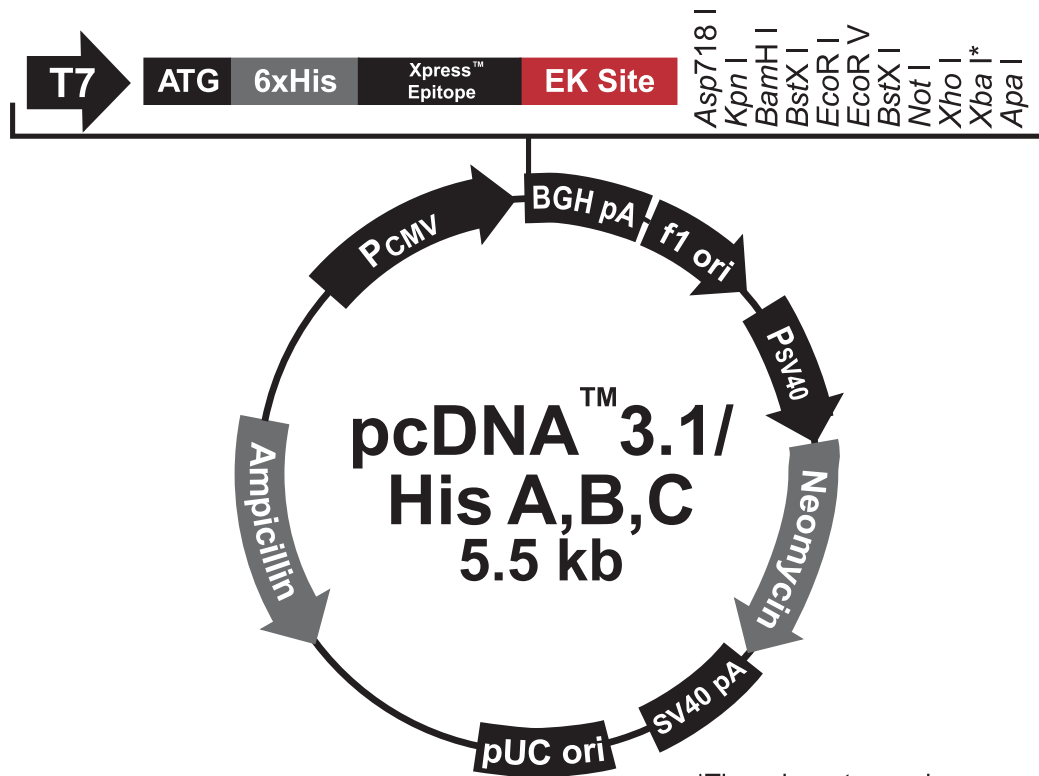 T7
ATG
6xHis
Xpress™
Epitope
EK Site
Asp718 I
Kpn I
BamH I
BstX I
EcoR I
EcoR V
BstX I
Not I
Xho I
Xba I*
Apa I
PCMV
BGH pA
f1 ori
PSV40
Neomycin
SV40 pA
pUC ori
Ampicillin
pcDNA™3.1/
His A,B,C
5.5 kb